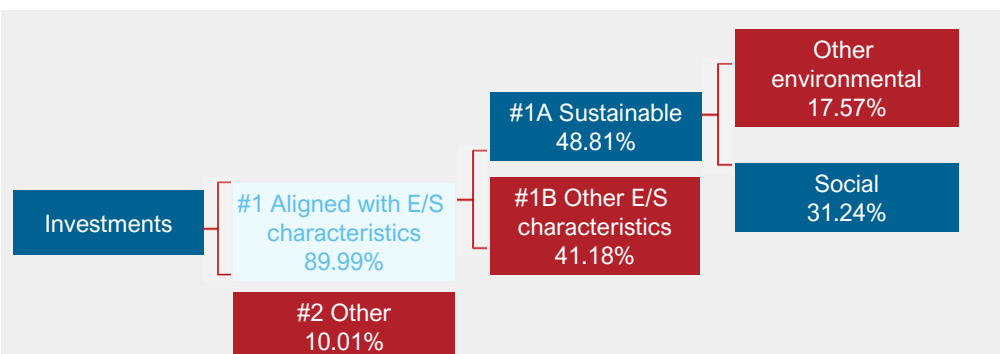 Investments
#1 Aligned with E/S
characteristics
89.99%
#2 Other
10.01%
#1A Sustainable
48.81%
#1B Other E/S
characteristics
41.18%
Other
environmental
17.57%
Social
31.24%